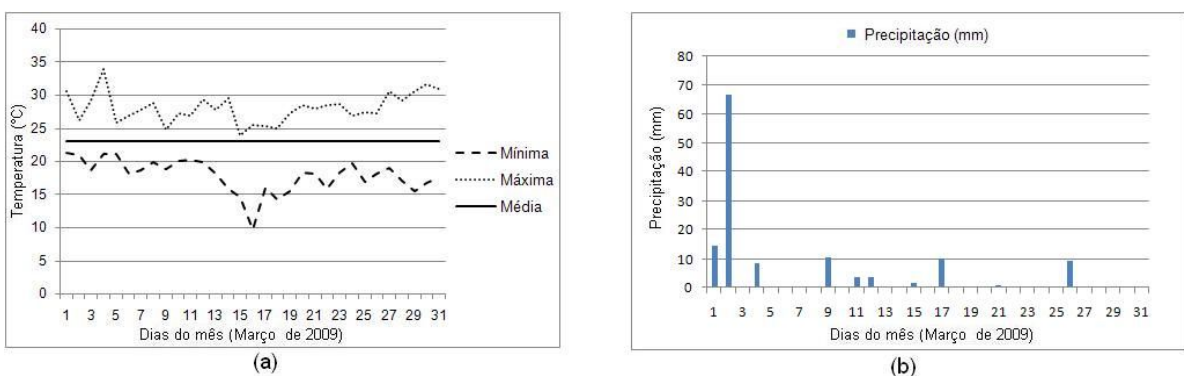 40
35
30
25
20
15
10
5
0
Temperatura (°C)
1 3 5 7 9 11 13 15 17 19 21 23 25 27 29 31
Dias do mês (Março de 2009)
Mínima
Máxima
Média
(a)
Precipitação (mm)
80
70
60
50
40
30
20
10
0
Precipitação (mm)
1 3 5 7 9 11 13 15 17 19 21 23 25 27 29 31
Dias do mês (Março de 2009)
(b)